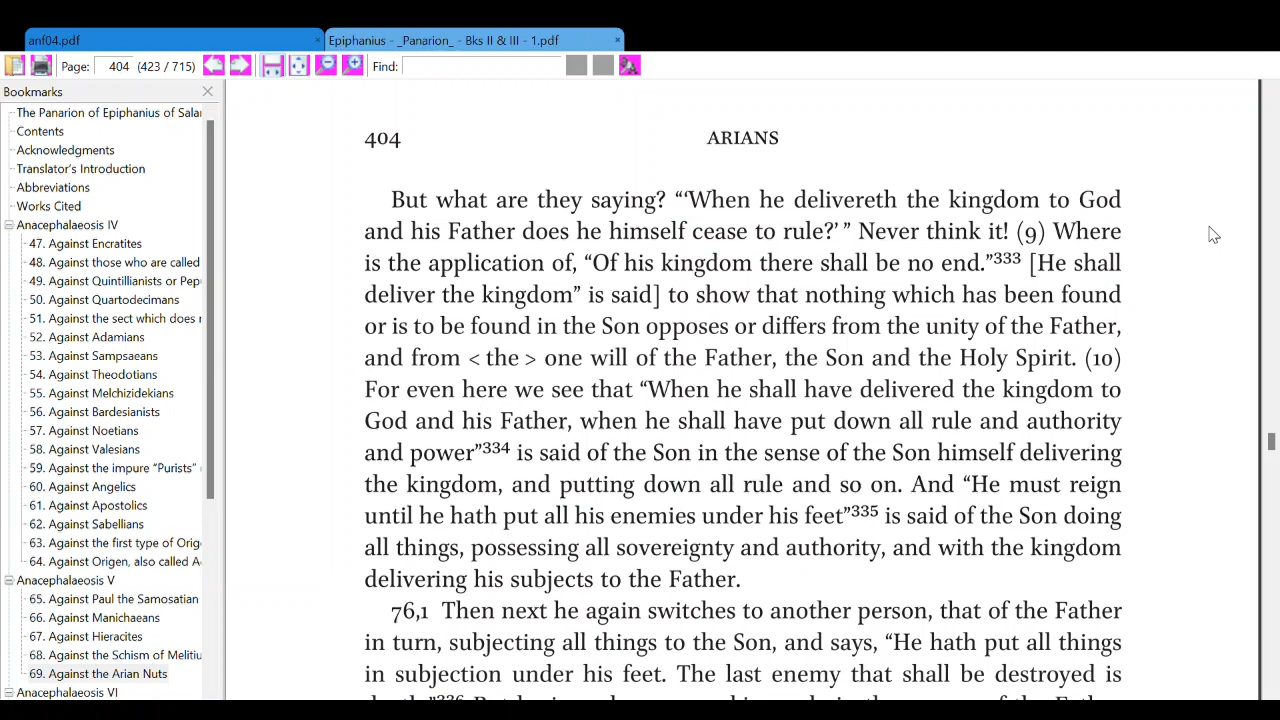 anf04.pdf
×
Epiphanius - _Panarion_ - Bks II & III - 1.pdf
×
Page: 404 (423 / 715)
Find:
Bookmarks
The Panarion of Epiphanius of Salar
Contents
Acknowledgments
Translator's Introduction
Abbreviations
Works Cited
Anacephalaeosis IV
47. Against Encratites
48. Against those who are called
49. Against Quintillianists or Pep
50. Against Quartodecimans
51. Against the sect which does r
52. Against Adamians
53. Against Sampsaeans
54. Against Theodotians
55. Against Melchizidekians
56. Against Bardesianists
57. Against Noetians
58. Against Valesians
59. Against the impure “Purists” (
60. Against Angelics
61. Against Apostolics
62. Against Sabellians
63. Against the first type of Orig
64. Against Origen, also called A
Anacephalaeosis V
65. Against Paul the Samosatian
66. Against Manichaeans
67. Against Hieracites
68. Against the Schism of Melitiu
69. Against the Arian Nuts
Anacephalaeosis VI
404 ARIANS
But what are they saying? “‘When he delivereth the kingdom to God
and his Father does he himself cease to rule?’ ” Never think it! (9) Where
is the application of, “Of his kingdom there shall be no end.”333 [He shall
deliver the kingdom” is said] to show that nothing which has been found
or is to be found in the Son opposes or differs from the unity of the Father,
and from < the > one will of the Father, the Son and the Holy Spirit. (10)
For even here we see that “When he shall have delivered the kingdom to
God and his Father, when he shall have put down all rule and authority
and power”334 is said of the Son in the sense of the Son himself delivering
the kingdom, and putting down all rule and so on. And “He must reign
until he hath put all his enemies under his feet”335 is said of the Son doing
all things, possessing all sovereignty and authority, and with the kingdom
delivering his subjects to the Father.
76,1 Then next he again switches to another person, that of the Father
in turn, subjecting all things to the Son, and says, “He hath put all things
in subjection under his feet. The last enemy that shall be destroyed is